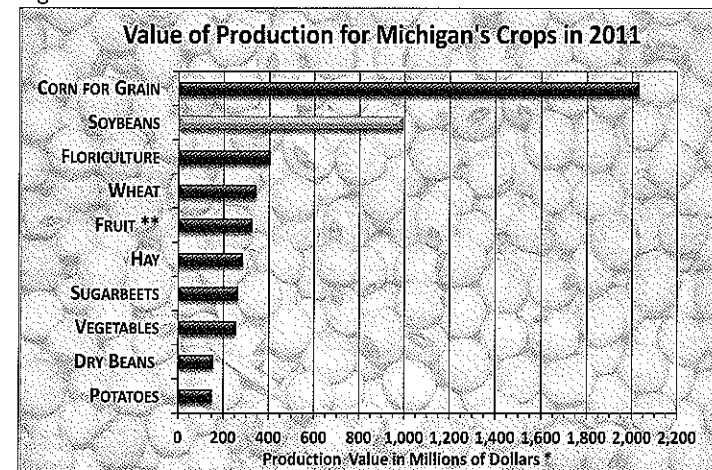 Value of Production for Michigan's Crops in 2011
CORN FOR GRAIN
SOYBEANS
FLORICULTURE
WHEAT
FRUIT **
HAY
SUGARBEETS
VEGETABLES
DRY BEANS
POTATOES
0 200 400 600 800 1,000 1,200 1,400 1,600 1,800 2,000 2,200
Production Value in Millions of Dollars *